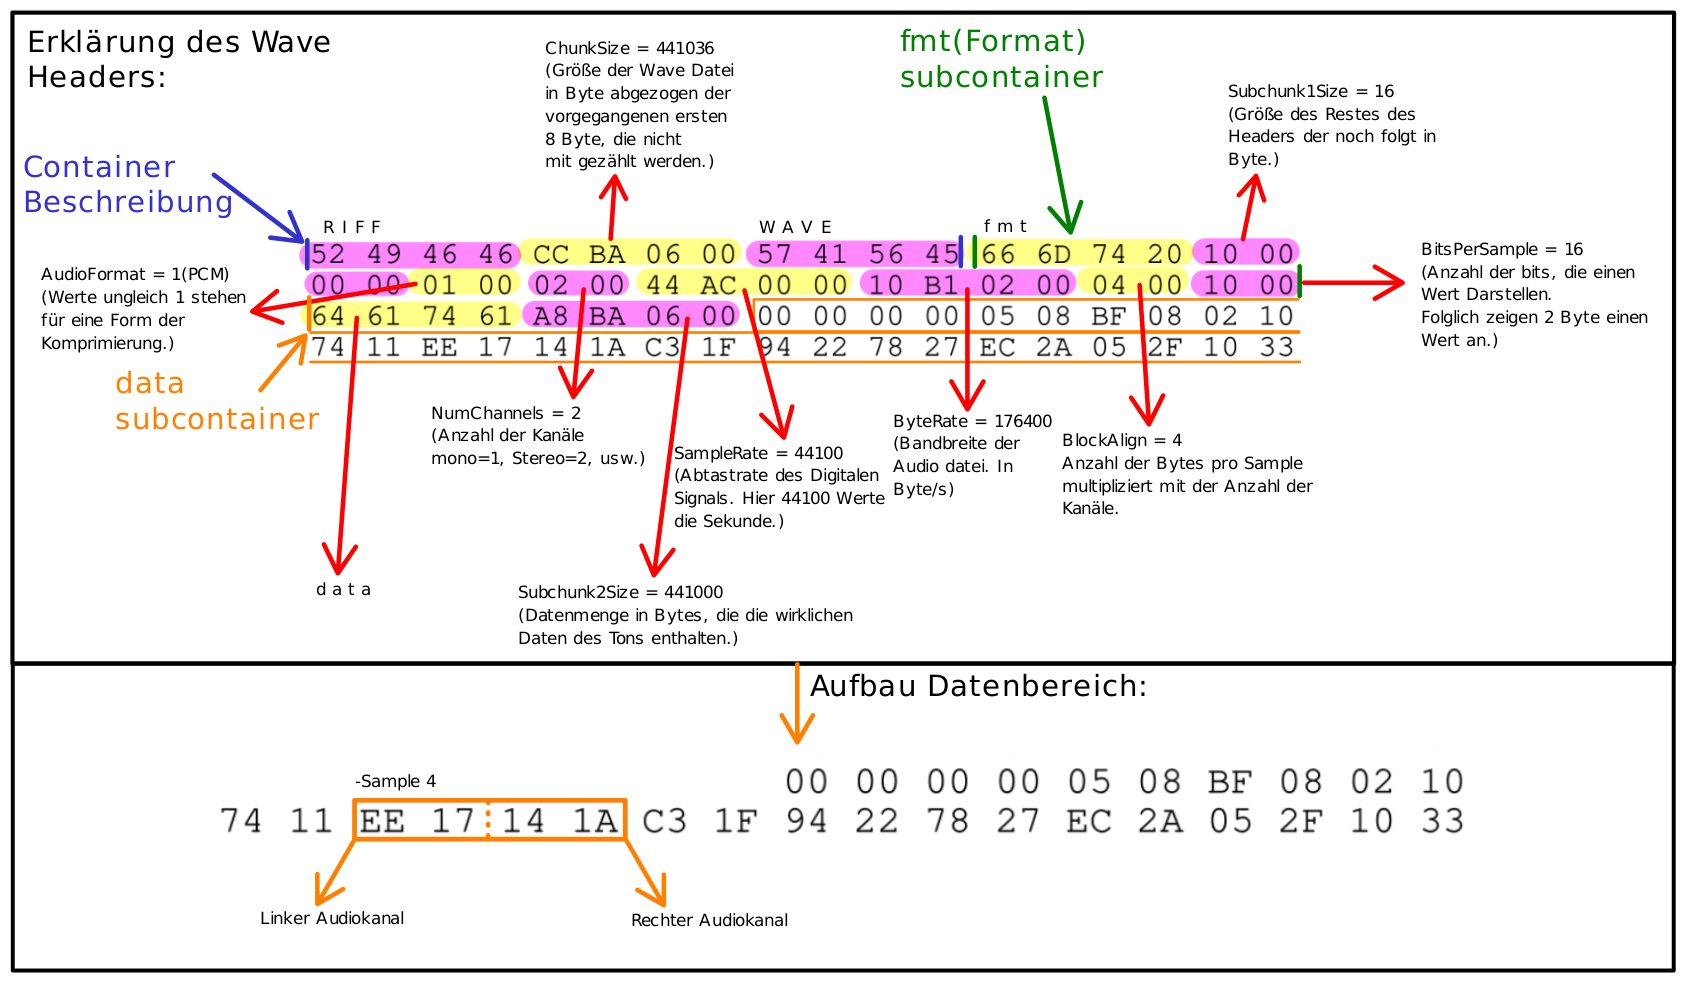 Erklärung des Wave
Headers:
ChunkSize = 441036
(Größe der Wave Datei
in Byte abgezogen der
vorgegangenen ersten
8 Byte, die nicht
mit gezählt werden.)
fmt(Format)
subcontainer
Subchunk1Size = 16
(Größe des Restes des
Headers der noch folgt in
Byte.)
Container
Beschreibung
RIFF
WAVE
fmt
52 49 46 46 CC BA 06 00 57 41 56 45 66 6D 74 20 10 00
00 00 01 00 02 00 44 AC 00 00 10 B1 02 00 04 00 10 00
64 61 74 61 A8 BA 06 00 00 00 00 00 05 08 BF 08 02 10
74 11 EE 17 14 1A C3 1F 94 22 78 27 EC 2A 05 2F 10 33
AudioFormat = 1(PCM)
(Werte ungleich 1 stehen
für eine Form der
Komprimierung.)
BitsPerSample = 16
(Anzahl der bits, die einen
Wert Darstellen.
Folglich zeigen 2 Byte einen
Wert an.)
data
subcontainer
NumChannels = 2
(Anzahl der Kanäle
mono=1, Stereo=2, usw.)
SampleRate = 44100
(Abtastrate des Digitalen
Signals. Hier 44100 Werte
die Sekunde.)
ByteRate = 176400
(Bandbreite der
Audio datei. In
Byte/s)
BlockAlign = 4
Anzahl der Bytes pro Sample
multipliziert mit der Anzahl der
Kanäle.
data
Subchunk2Size = 441000
(Datenmenge in Bytes, die die wirklichen
Daten des Tons enthalten.)
Aufbau Datenbereich:
-Sample 4
00 00 00 00 05 08 BF 08 02 10
74 11 EE 17 14 1A C3 1F 94 22 78 27 EC 2A 05 2F 10 33
Linker Audiokanal
Rechter Audiokanal